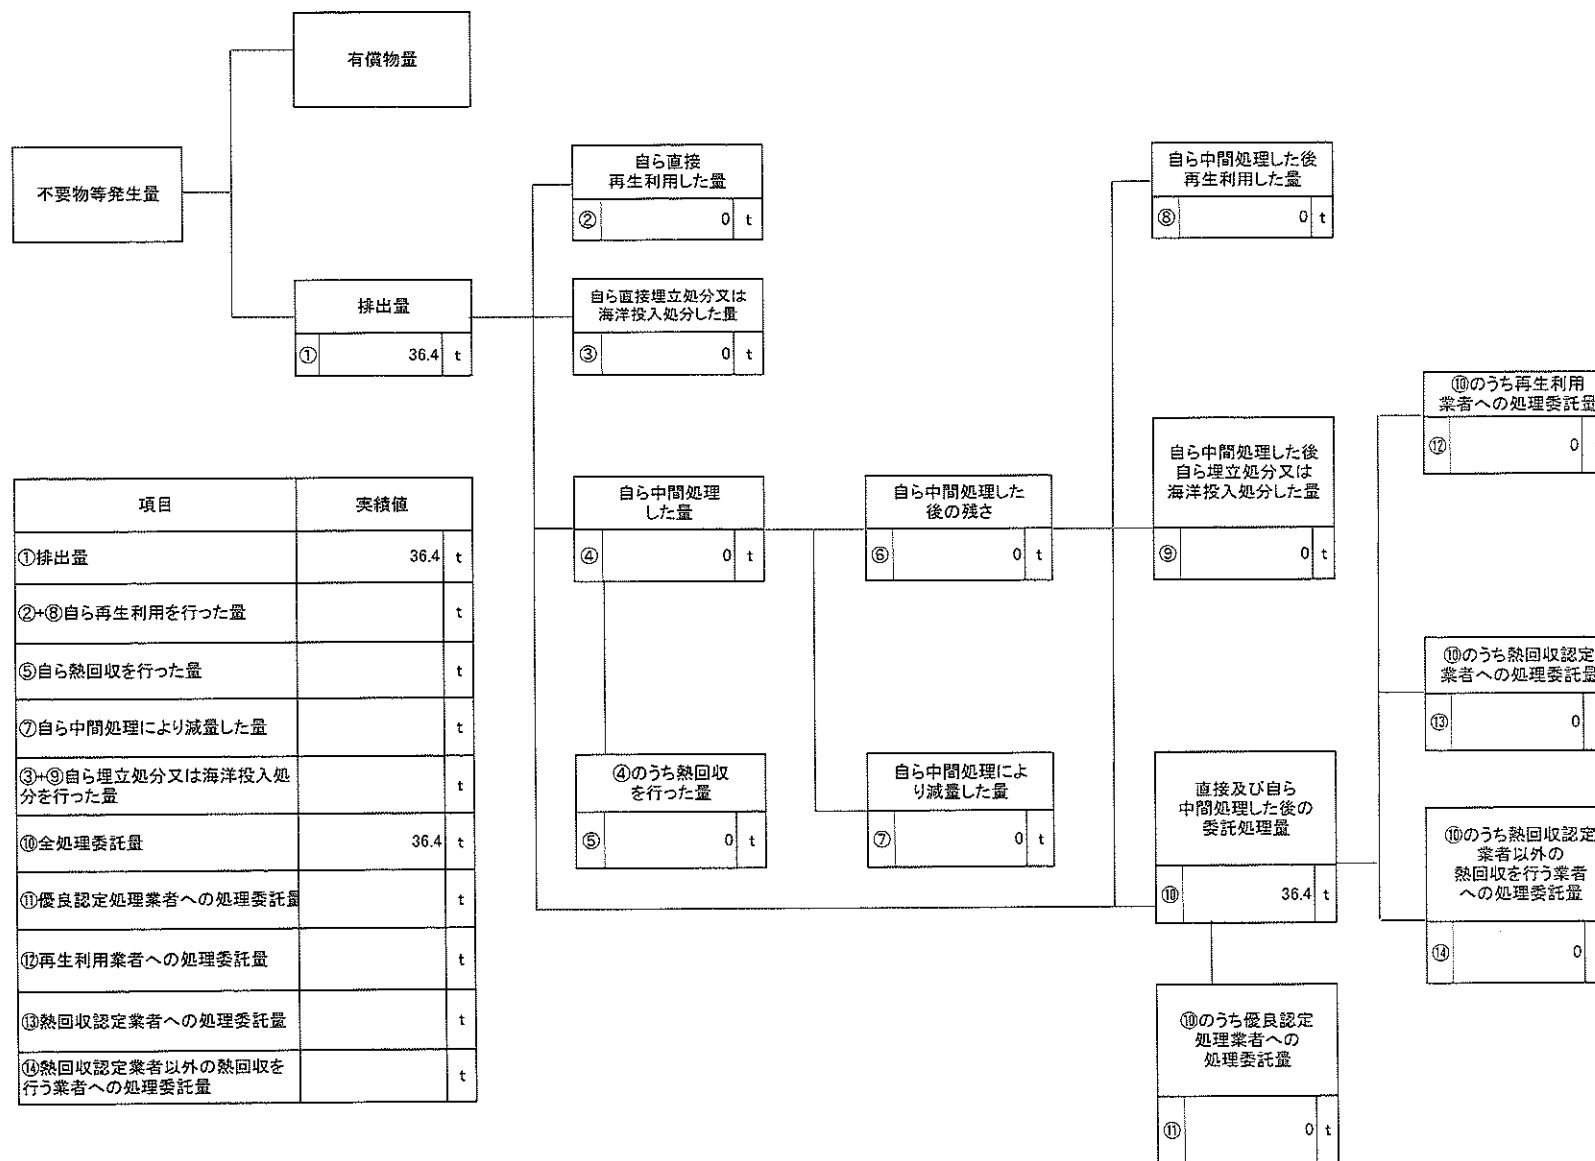 有償物量
不要物等発生量
排出量
① 36.4 t
自ら直接
再生利用した量
② 0 t
自ら直接埋立処分又は
海洋投入処分した量
③ 0 t
自ら中間処理
した量
④ 0 t
④のうち熱回収
を行った量
⑤ 0 t
自ら中間処理した
後の残さ
⑥ 0 t
自ら中間処理によ
り減量した量
⑦ 0 t
自ら中間処理した後
再生利用した量
⑧ 0 t
自ら中間処理した後
自ら埋立処分又は
海洋投入処分した量
⑨ 0 t
直接及び自ら
中間処理した後の
委託処理量
⑩ 36.4 t
⑩のうち優良認定
処理業者への
処理委託量
⑪ 0 t
⑩のうち再生利用
業者への処理委託量
⑫ 0
⑩のうち熱回収認定
業者への処理委託量
⑬ 0
⑩のうち熱回収認定
業者以外の
熱回収を行う業者
への処理委託量
⑭ 0
項目 実績値
①排出量 36.4 t
②+⑧自ら再生利用を行った量 t
⑤自ら熱回収を行った量 t
⑦自ら中間処理により減量した量 t
③+⑨自ら埋立処分又は海洋投入処
分を行った量 t
⑩全処理委託量 36.4 t
⑪優良認定処理業者への処理委託量 t
⑫再生利用業者への処理委託量 t
⑬熱回収認定業者への処理委託量 t
⑭熱回収認定業者以外の熱回収を
行う業者への処理委託量 t